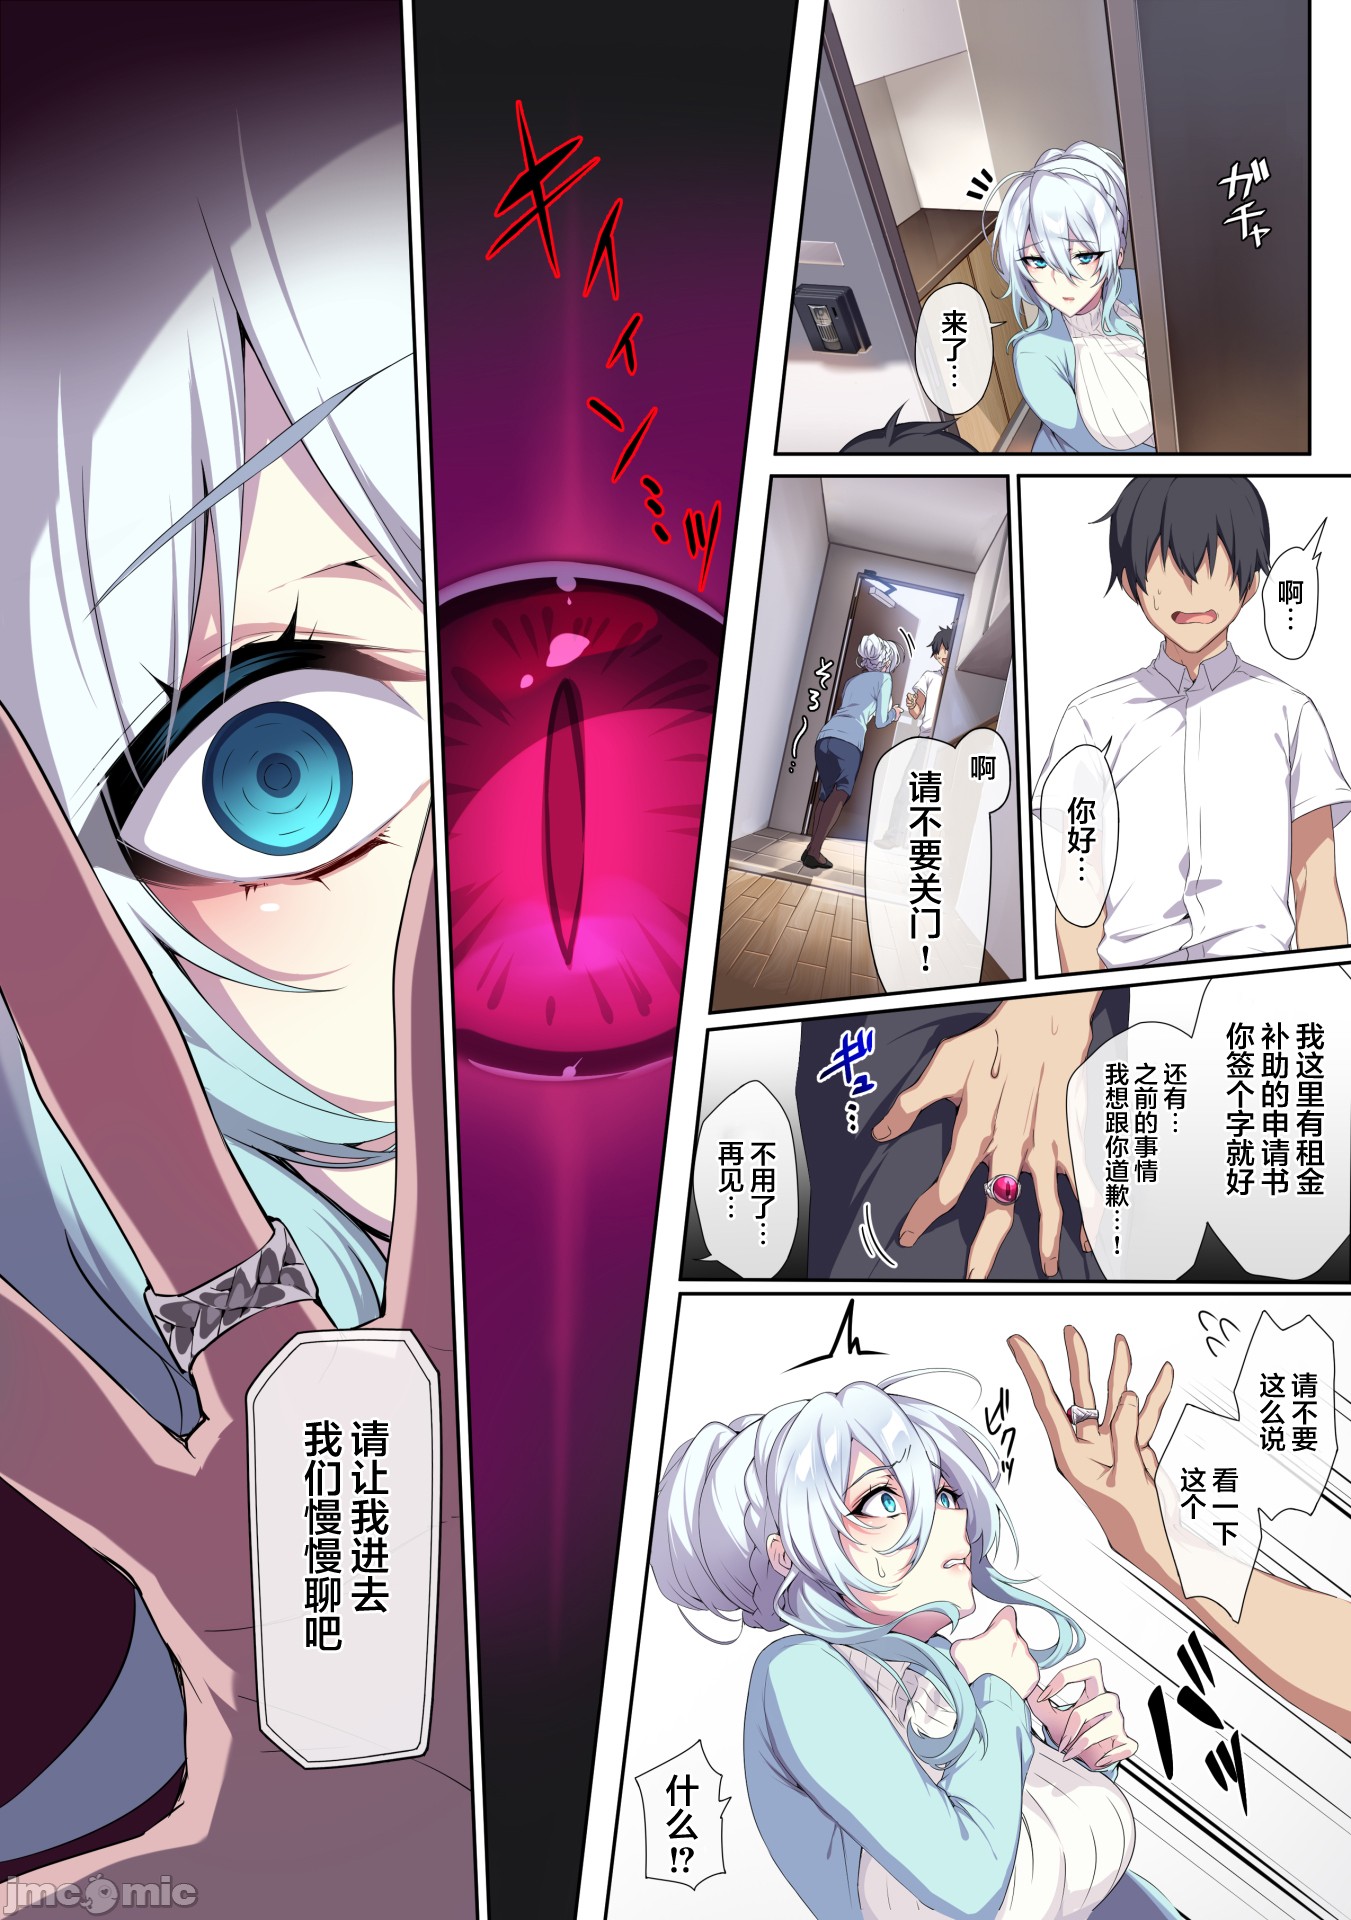 ガチャ
来了…
啊…
你好…
そろ～…
啊
请不要关门！
我这里有租金
补助的申请书
你签个字就好
还有…
之前的事情
我想跟你道歉…！
ギュ…
不用了…
再见…
请不要
这么说
看一下
这个
ビクッ
バッ
什么!?
キィィィン…ッ
请让我进去
我们慢慢聊吧
jmcomic